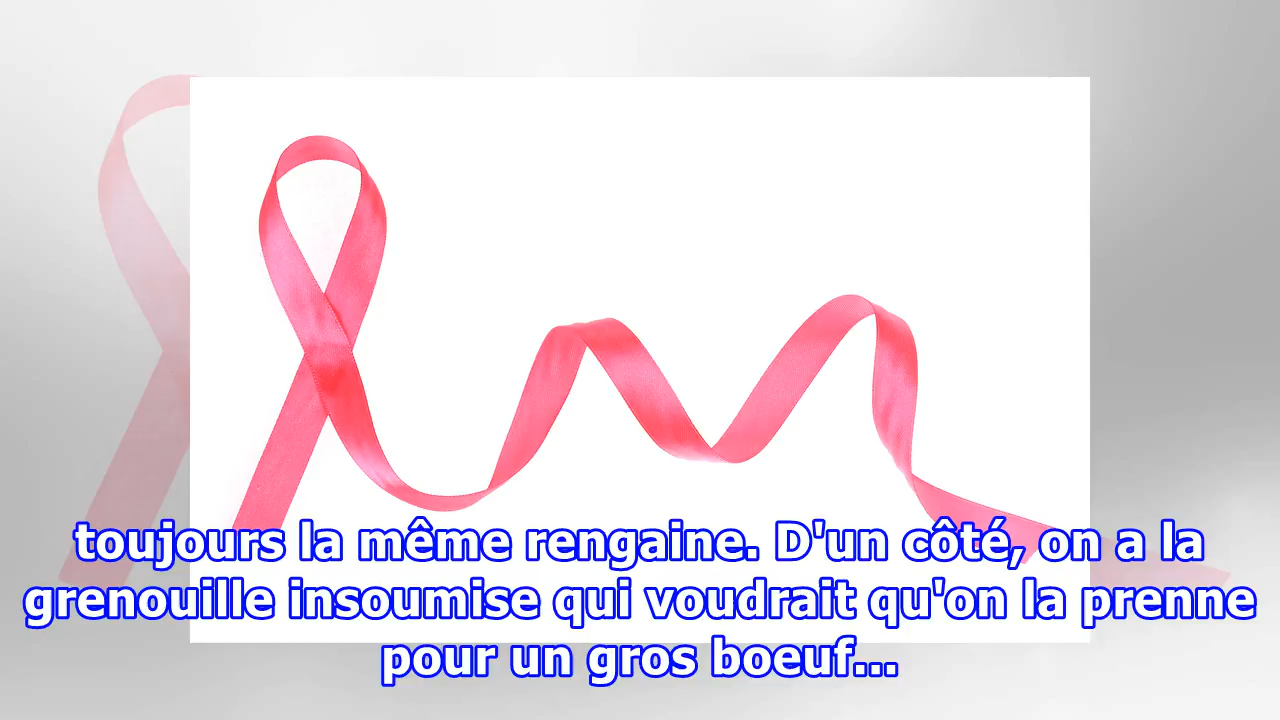 toujours la même rengaine. D'un côté, on a la
grenouille insoumise qui voudrait qu'on la prenne
pour un gros boeuf...